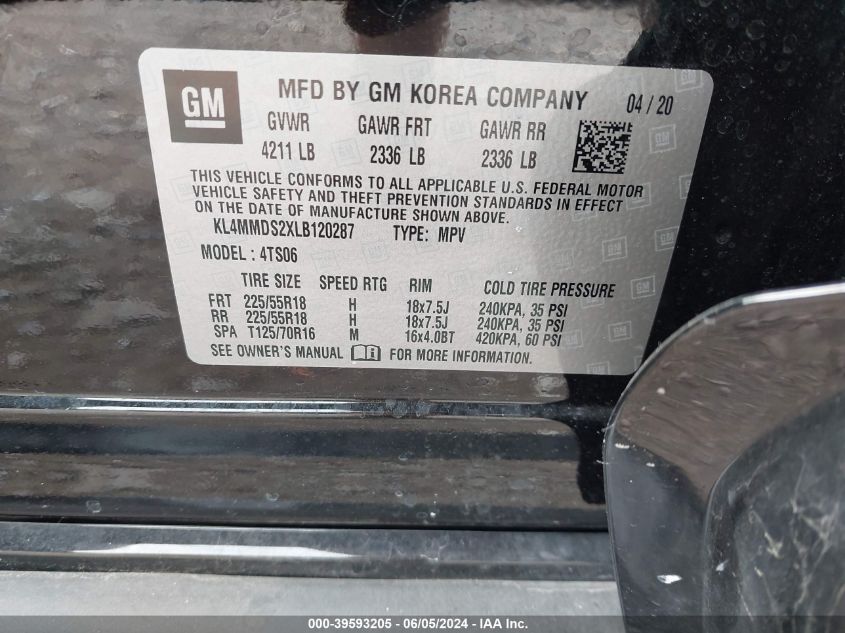 GM MFD BY GM KOREA COMPANY 04 / 20
GVWR GAWR FRT GAWR RR
4211 LB 2336 LB 2336 LB
THIS VEHICLE CONFORMS TO ALL APPLICABLE U.S. FEDERAL MOTOR
VEHICLE SAFETY AND THEFT PREVENTION STANDARDS IN EFFECT
ON THE DATE OF MANUFACTURE SHOWN ABOVE.
KL4MMDS2XLB120287 TYPE: MPV
MODEL : 4TS06
TIRE SIZE SPEED RTG RIM COLD TIRE PRESSURE
FRT 225/55R18 H 18x7.5J 240KPA, 35 PSI
RR 225/55R18 H 18x7.5J 240KPA, 35 PSI
SPA T125/70R16 M 16x4.0BT 420KPA, 60 PSI
SEE OWNER'S MANUAL FOR MORE INFORMATION.
000-39593205 - 06/05/2024 - IAA Inc.